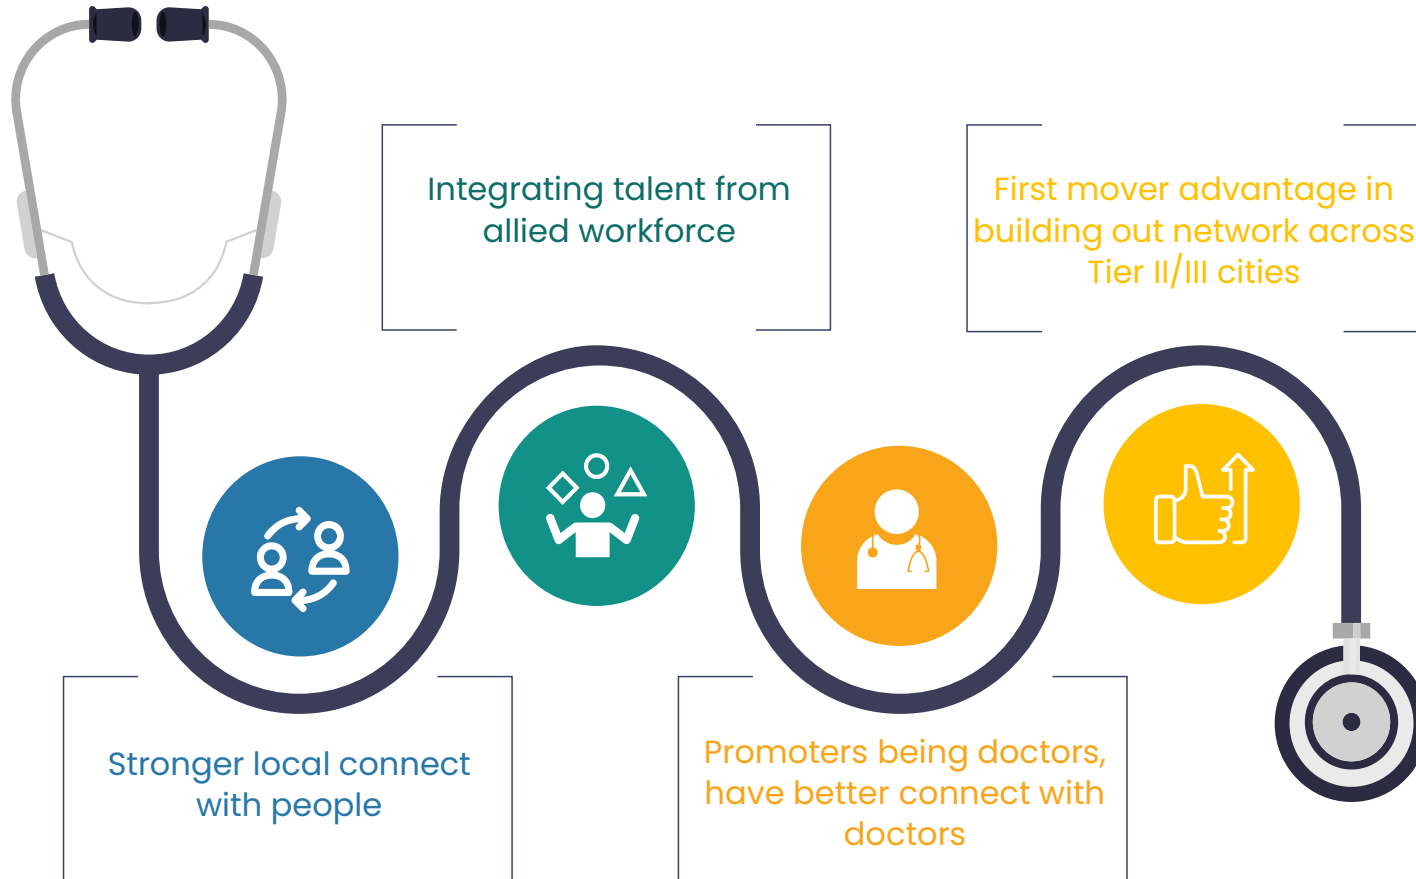 Integrating talent from
allied workforce
First mover advantage in
building out network across
Tier II/III cities
Stronger local connect
with people
Promoters being doctors,
have better connect with
doctors